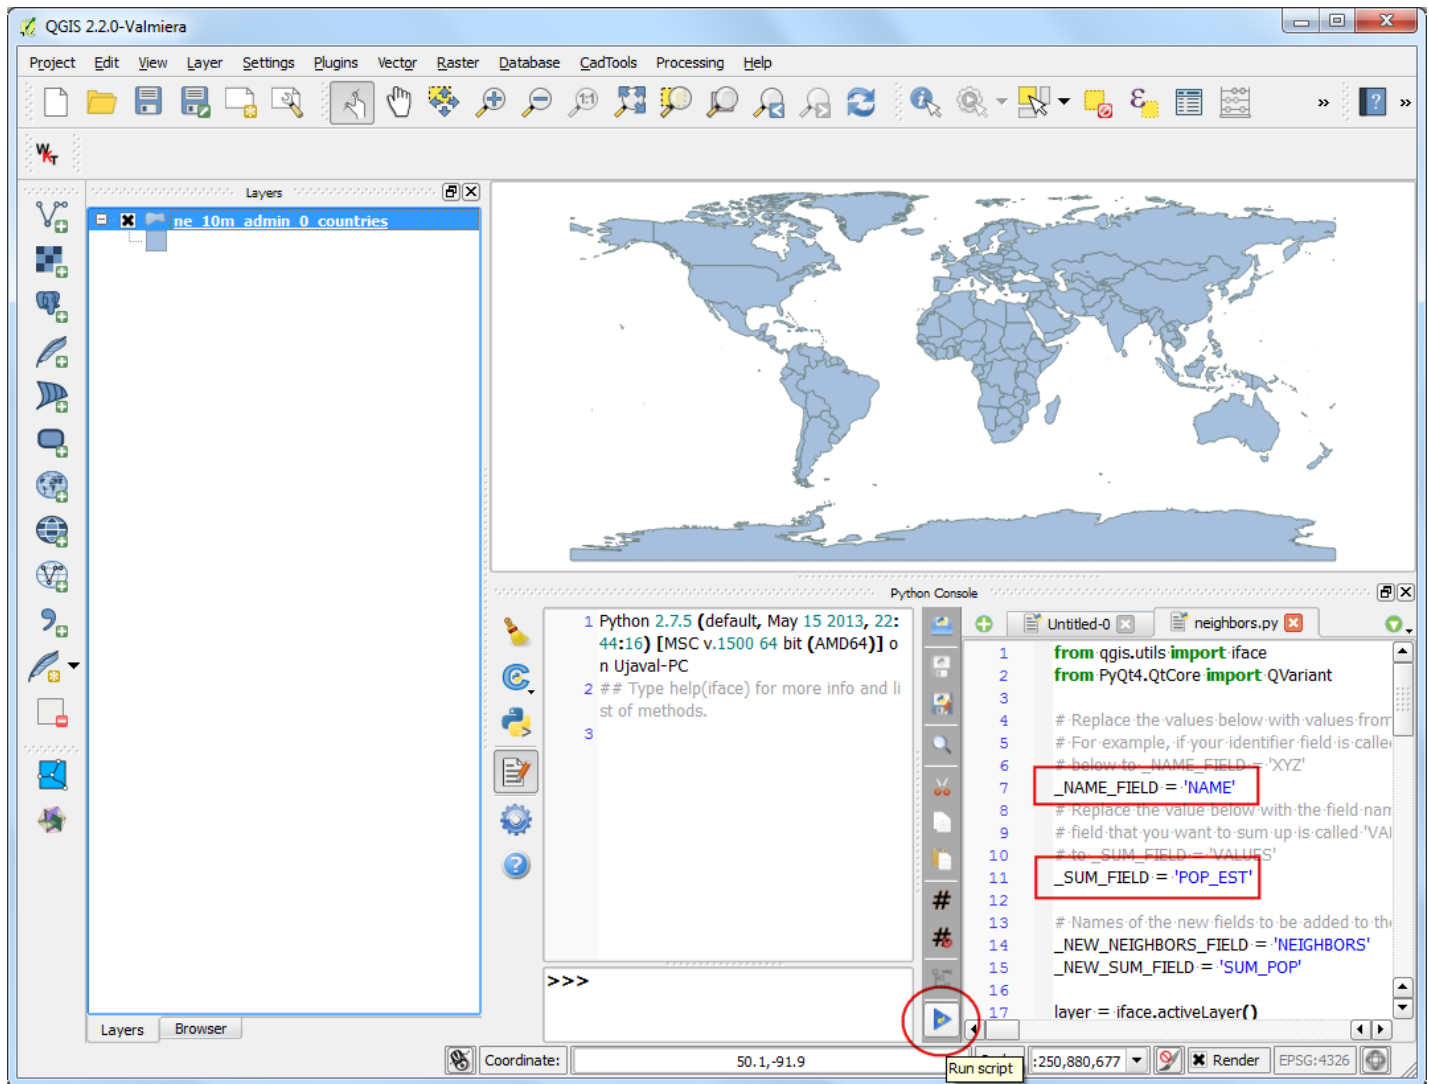 QGIS 2.2.0-Valmiera
Project Edit View Layer Settings Plugins Vector Raster Database CadTools Processing Help
1:1
»
?
»
WKT
Layers
ne_10m_admin_0_countries
Python Console
1 Python 2.7.5 (default, May 15 2013, 22:
44:16) [MSC v.1500 64 bit (AMD64)] o
n Ujaval-PC
2 ## Type help(iface) for more info and li
st of methods.
3
>>>
Untitled-0 neighbors.py
1 from qgis.utils import iface
2 from PyQt4.QtCore import QVariant
3
4 # Replace the values below with values from
5 # For example, if your identifier field is calle
6 # below to _NAME_FIELD = 'XYZ'
7 _NAME_FIELD = 'NAME'
8 # Replace the value below with the field nam
9 # field that you want to sum up is called 'VAL
10 # to _SUM_FIELD = 'VALUES'
11 _SUM_FIELD = 'POP_EST'
12
13 # Names of the new fields to be added to the
14 _NEW_NEIGHBORS_FIELD = 'NEIGHBORS'
15 _NEW_SUM_FIELD = 'SUM_POP'
16
17 layer = iface.activeLayer()
Layers Browser
Coordinate: 50.1,-91.9 :250,880,677 Render EPSG:4326
Run script